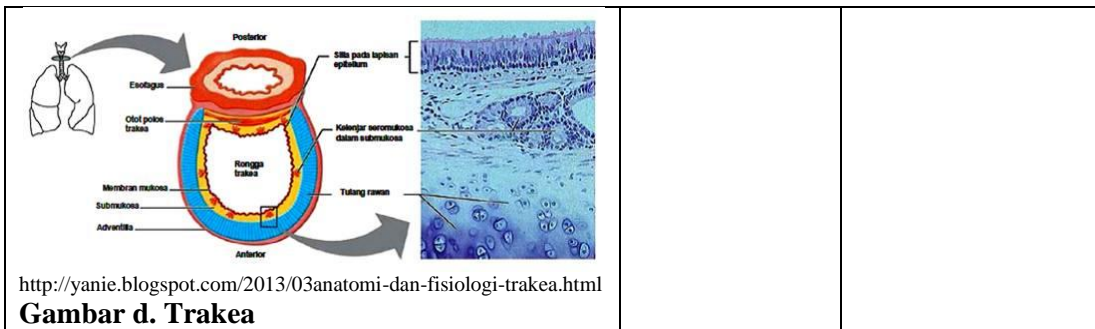 Posterior
Esofagus
Otot polos
trakea
Rongga
trakea
Membran mukosa
Submukosa
Adventitia
Anterior
Silia pada lapisan
epitelium
Kelenjar seromukosa
dalam submukosa
Tulang rawan
http://yanie.blogspot.com/2013/03anatomi-dan-fisiologi-trakea.html
Gambar d. Trakea